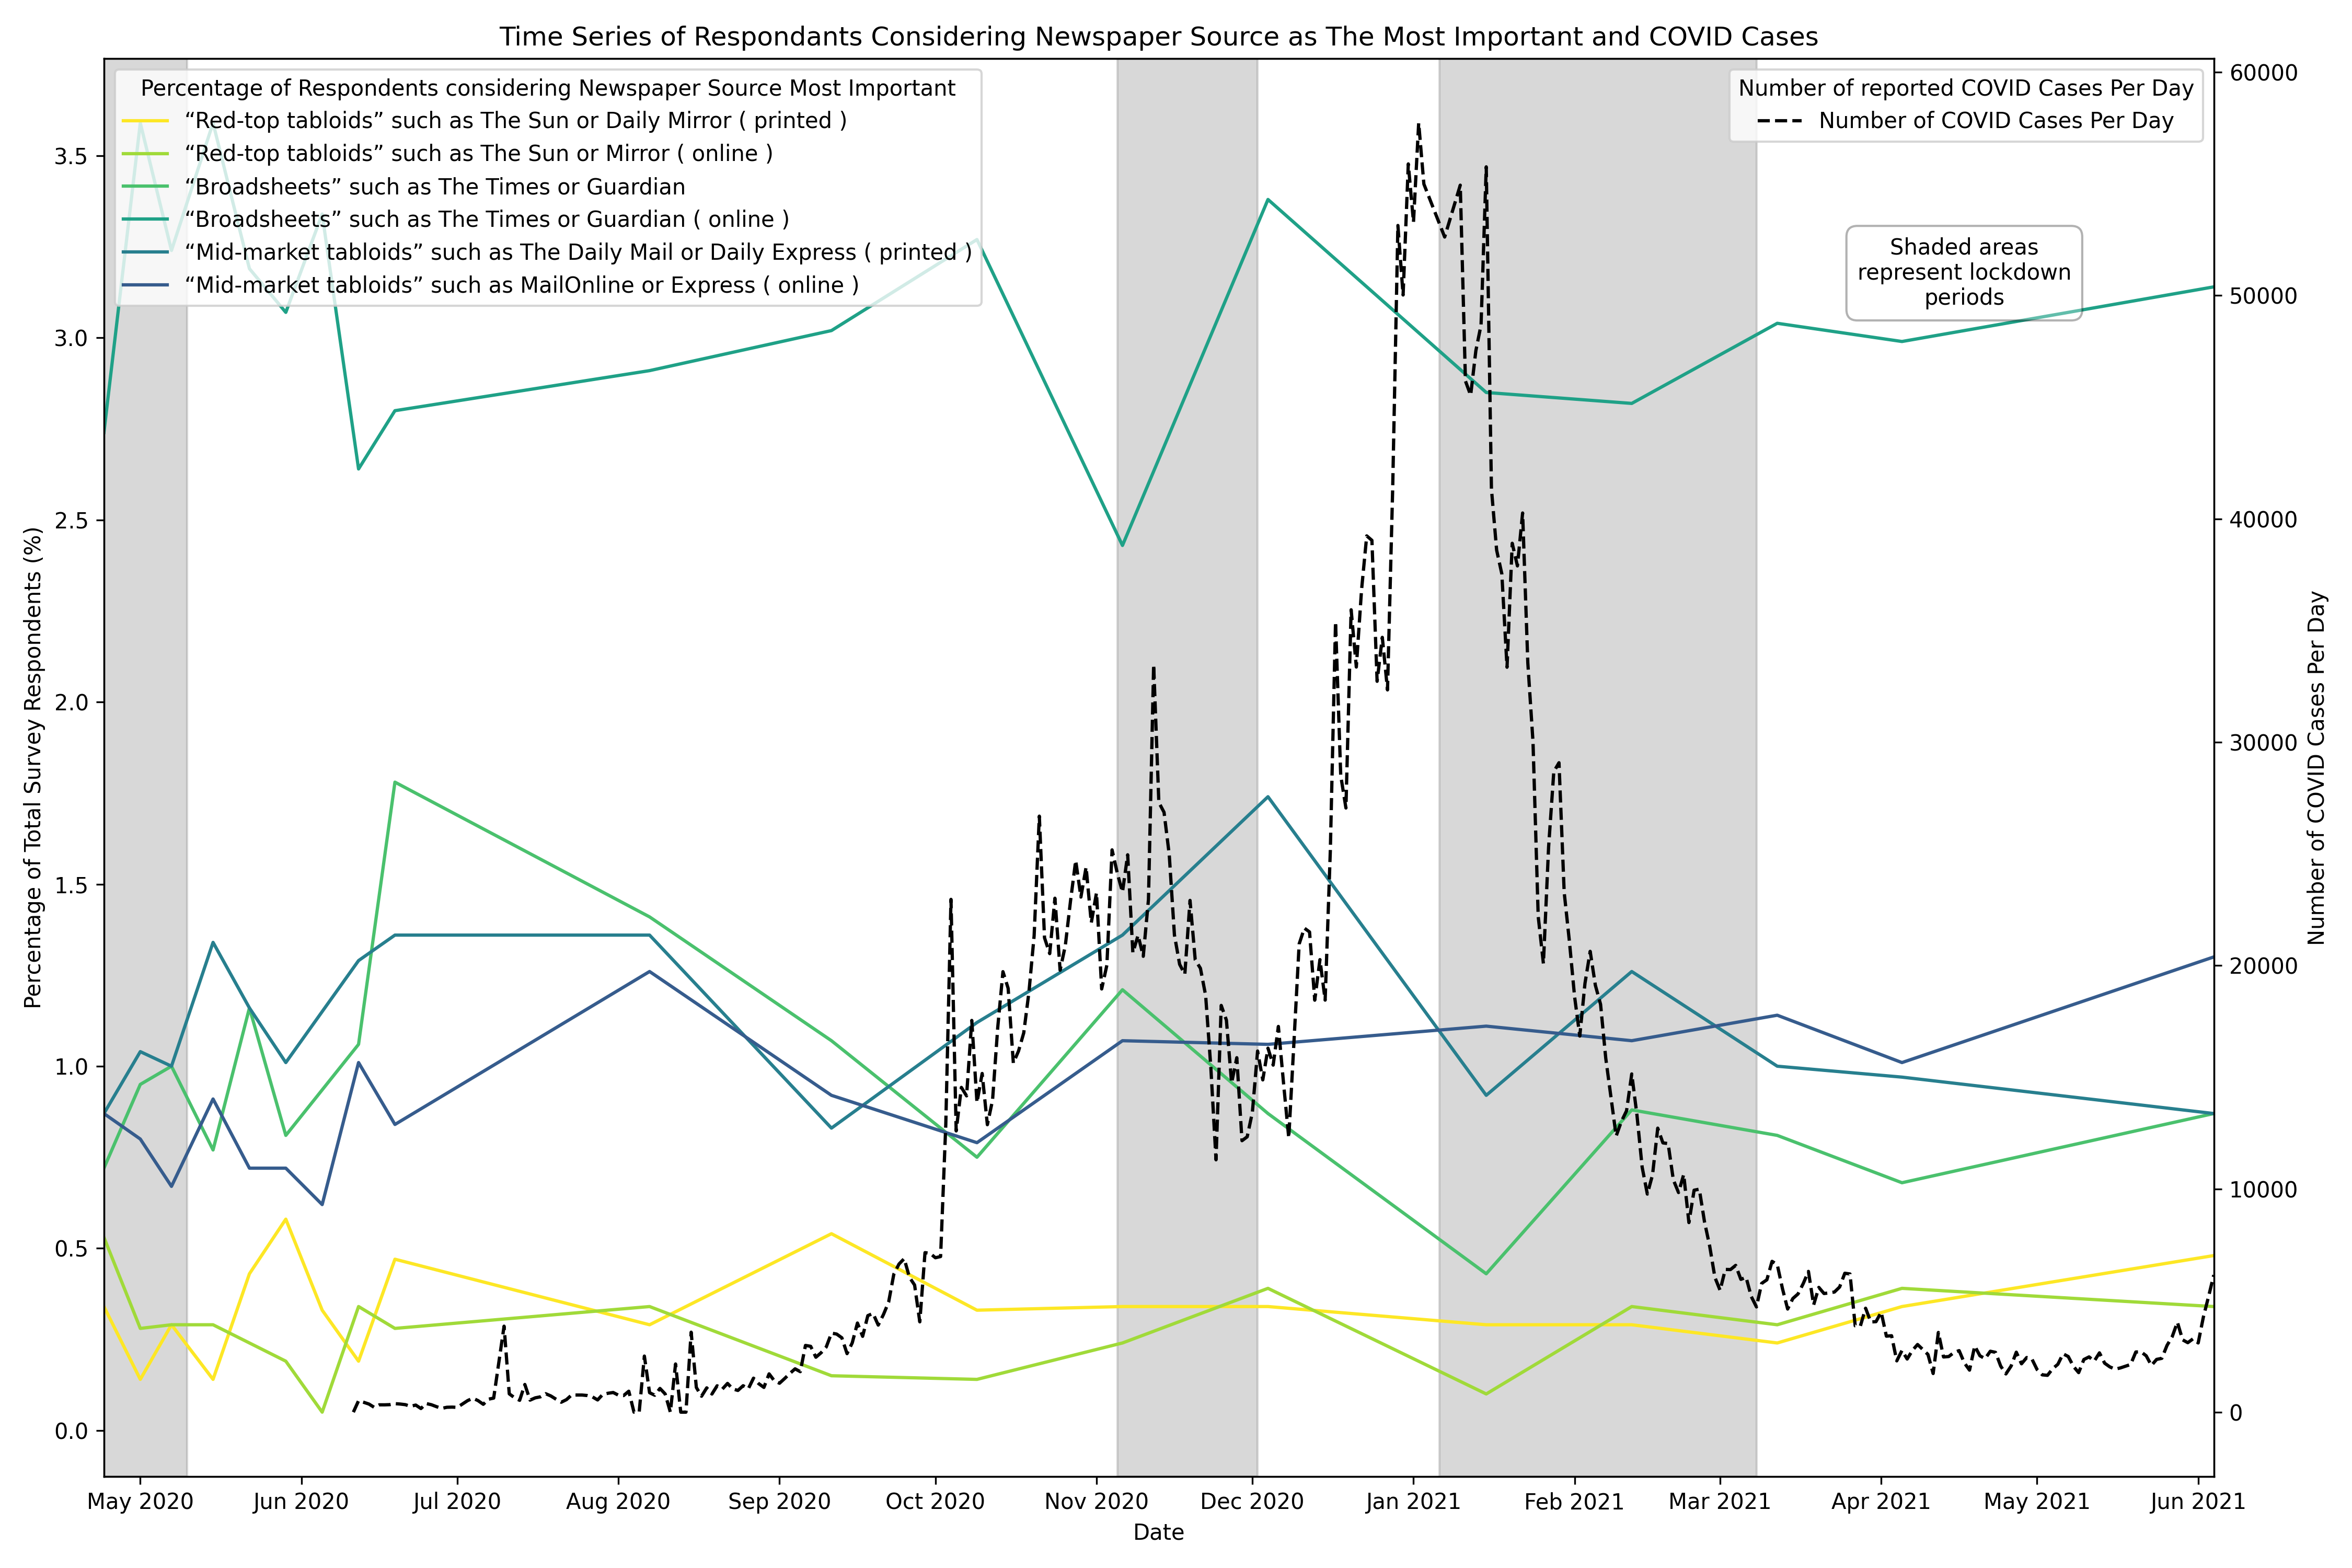 Time Series of Respondants Considering Newspaper Source as The Most Important and COVID Cases
Percentage of Respondents considering Newspaper Source Most Important
“Red-top tabloids” such as The Sun or Daily Mirror ( printed )
“Red-top tabloids” such as The Sun or Mirror ( online )
“Broadsheets” such as The Times or Guardian
“Broadsheets” such as The Times or Guardian ( online )
“Mid-market tabloids” such as The Daily Mail or Daily Express ( printed )
“Mid-market tabloids” such as MailOnline or Express ( online )
Number of reported COVID Cases Per Day
Number of COVID Cases Per Day
Shaded areas
represent lockdown
periods
Percentage of Total Survey Respondents (%)
3.5
3.0
2.5
2.0
1.5
1.0
0.5
0.0
60000
50000
40000
30000
20000
10000
0
Number of COVID Cases Per Day
May 2020 Jun 2020 Jul 2020 Aug 2020 Sep 2020 Oct 2020 Nov 2020 Dec 2020 Jan 2021 Feb 2021 Mar 2021 Apr 2021 May 2021 Jun 2021
Date